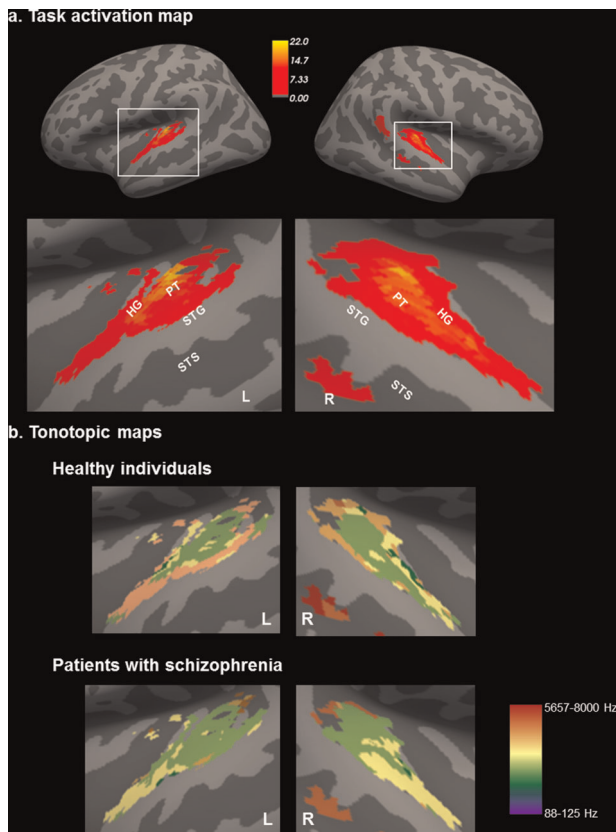 a. Task activation map
22.0
14.7
7.33
0.00
HG
PT
STG
STS
L
STG
PT
HG
R
STS
b. Tonotopic maps
Healthy individuals
L
R
Patients with schizophrenia
5657-8000 Hz
L
R
88-125 Hz